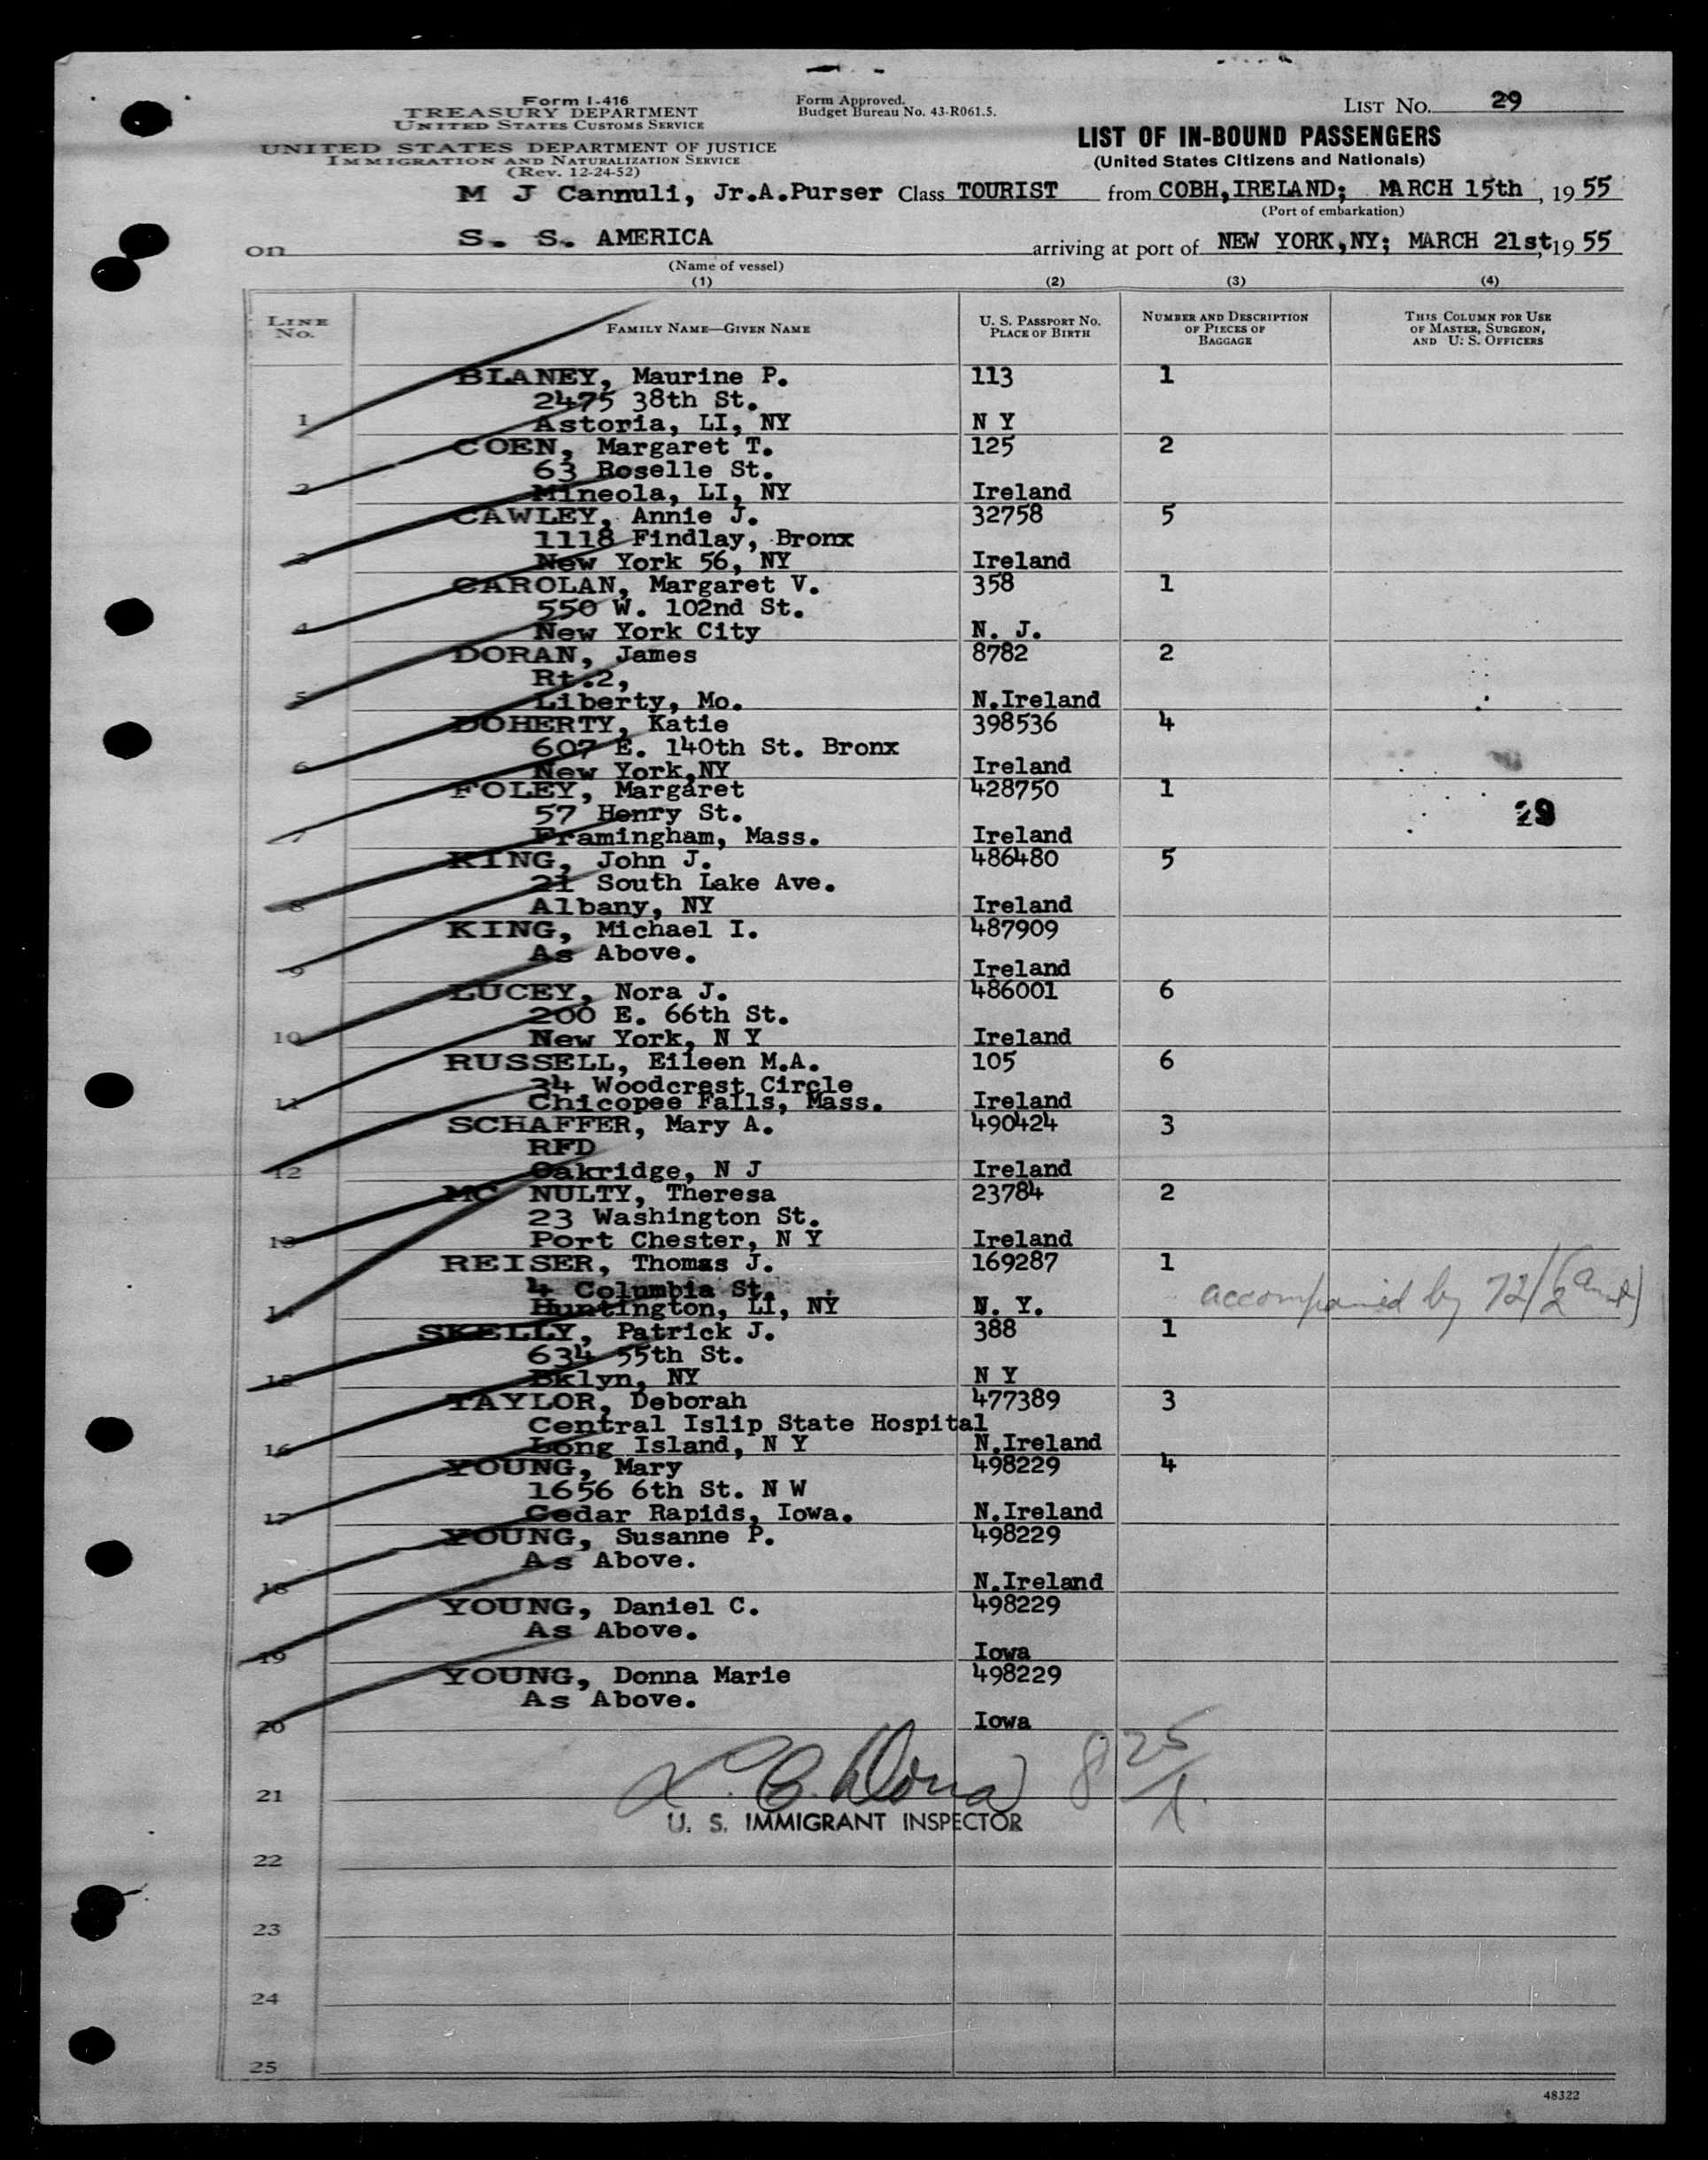 Form I-416
TREASURY DEPARTMENT
UNITED STATES CUSTOMS SERVICE
UNITED STATES DEPARTMENT OF JUSTICE
IMMIGRATION AND NATURALIZATION SERVICE
(Rev. 12-24-52)
Form Approved.
Budget Bureau No. 43-R061.5.
LIST NO. 29
LIST OF IN-BOUND PASSENGERS
(United States Citizens and Nationals)
M J Cannuli, Jr.A.Purser Class TOURIST from COBH,IRELAND; MARCH 15th, 1955
(Port of embarkation)
on S. S. AMERICA arriving at port of NEW YORK,NY; MARCH 21st,1955
(Name of vessel)
(1) (2) (3) (4)
LINE No. FAMILY NAME—GIVEN NAME U. S. PASSPORT NO. PLACE OF BIRTH NUMBER AND DESCRIPTION OF PIECES OF BAGGAGE THIS COLUMN FOR USE OF MASTER, SURGEON, AND U. S. OFFICERS
BLANEY, Maurine P. 113 1
2475 38th St.
1 Astoria, LI, NY N Y
COEN, Margaret T. 125 2
63 Roselle St.
2 Mineola, LI, NY Ireland
CAWLEY, Annie J. 32758 5
1118 Findlay, Bronx
3 New York 56, NY Ireland
CAROLAN, Margaret V. 358 1
550 W. 102nd St.
4 New York City N. J.
DORAN, James 8782 2
Rt.2,
5 Liberty, Mo. N.Ireland
DOHERTY, Katie 398536 4
607 E. 140th St. Bronx
6 New York,NY Ireland
FOLEY, Margaret 428750 1
57 Henry St. 29
7 Framingham, Mass. Ireland
KING, John J. 486480 5
21 South Lake Ave.
8 Albany, NY Ireland
KING, Michael I. 487909
As Above.
9 Ireland
LUCEY, Nora J. 486001 6
200 E. 66th St.
10 New York, N Y Ireland
RUSSELL, Eileen M.A. 105 6
34 Woodcrest Circle
11 Chicopee Falls, Mass. Ireland
SCHAFFER, Mary A. 490424 3
RFD
12 Oakridge, N J Ireland
MC NULTY, Theresa 23784 2
23 Washington St.
13 Port Chester, N Y Ireland
REISER, Thomas J. 169287 1
4 Columbia St. accompanied by 72/2 (aunt)
14 Huntington, LI, NY N. Y.
SKELLY, Patrick J. 388 1
634 55th St.
15 Bklyn, NY N Y
TAYLOR, Deborah 477389 3
Central Islip State Hospital
16 Long Island, N Y N.Ireland
YOUNG, Mary 498229 4
1656 6th St. N W
17 Cedar Rapids, Iowa. N.Ireland
YOUNG, Susanne P. 498229
As Above.
18 N.Ireland
YOUNG, Daniel C. 498229
As Above.
19 Iowa
YOUNG, Donna Marie 498229
As Above.
20 Iowa
21
U. S. IMMIGRANT INSPECTOR
22
23
24
25
48322